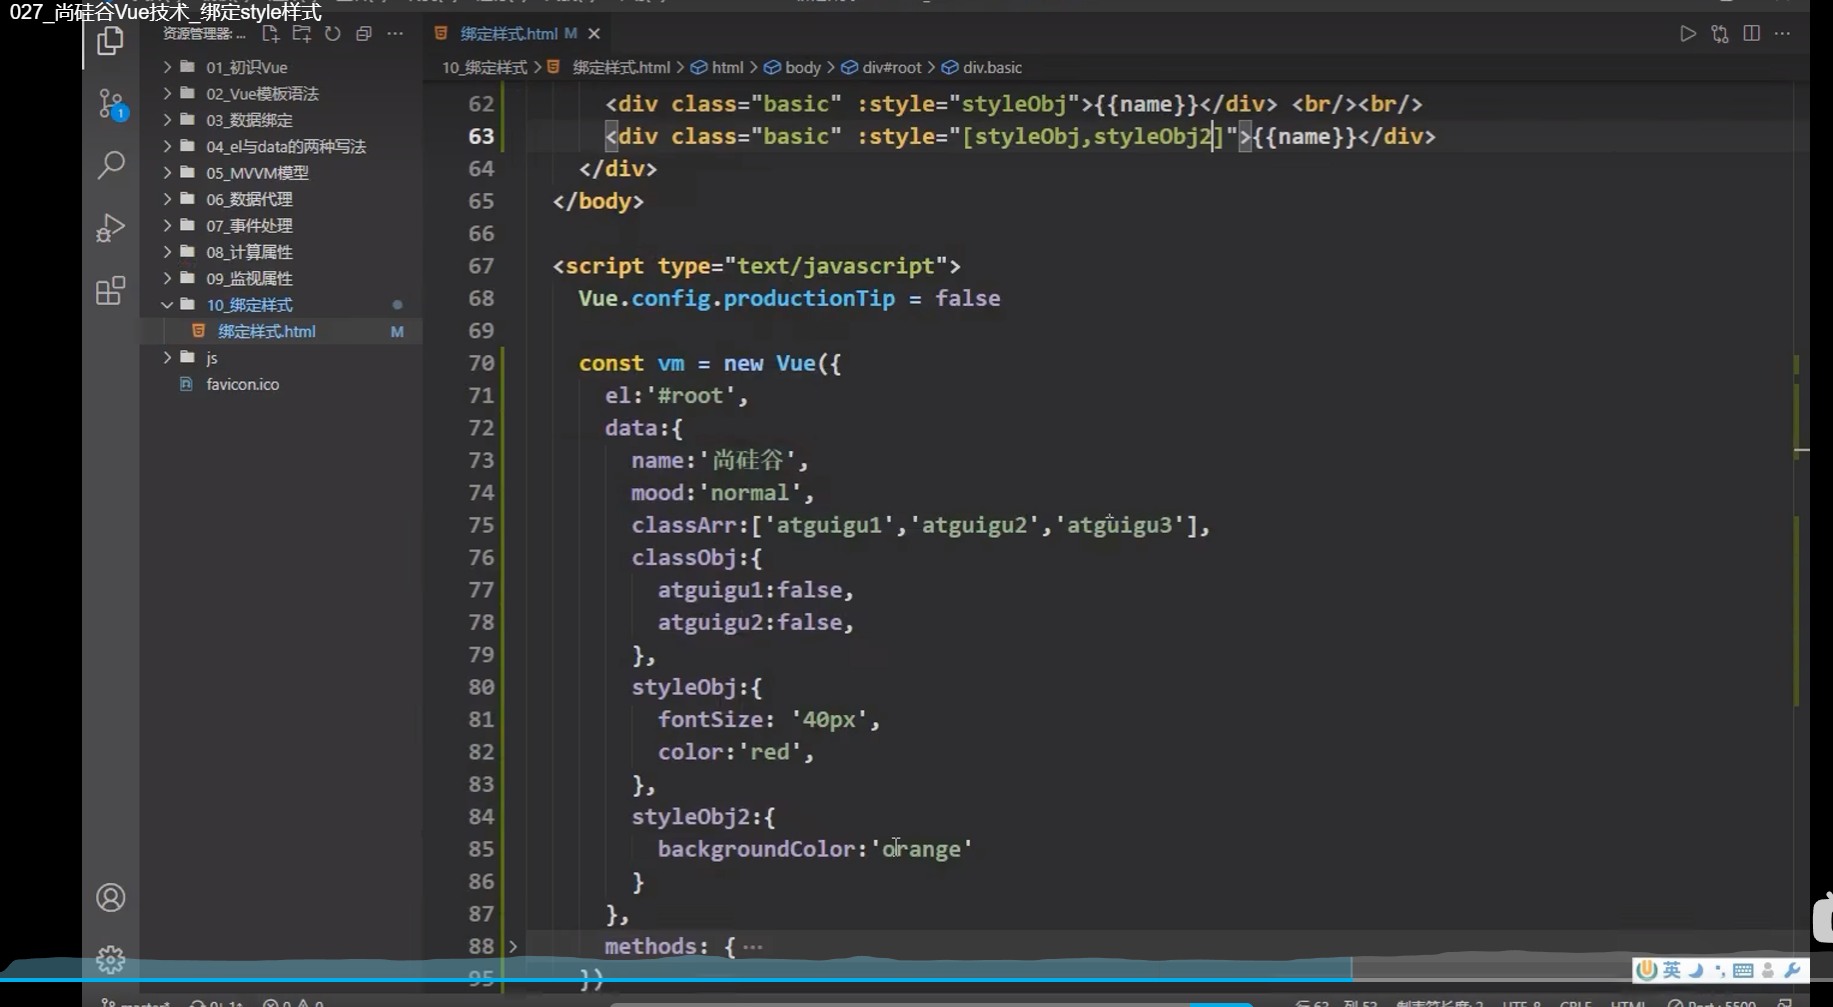 027_尚硅谷Vue技术_绑定style样式
资源管理器: ...
绑定样式.html M
10_绑定样式 > 绑定样式.html > html > body > div#root > div.basic
01_初识Vue
02_Vue模板语法
03_数据绑定
04_el与data的两种写法
05_MVVM模型
06_数据代理
07_事件处理
08_计算属性
09_监视属性
10_绑定样式
绑定样式.html M
js
favicon.ico
1
62 <div class="basic" :style="styleObj">{{name}}</div> <br/><br/>
63 <div class="basic" :style="[styleObj,styleObj2]">{{name}}</div>
64 </div>
65 </body>
66
67 <script type="text/javascript">
68 Vue.config.productionTip = false
69
70 const vm = new Vue({
71 el:'#root',
72 data:{
73 name:'尚硅谷',
74 mood:'normal',
75 classArr:['atguigu1','atguigu2','atguigu3'],
76 classObj:{
77 atguigu1:false,
78 atguigu2:false,
79 },
80 styleObj:{
81 fontSize: '40px',
82 color:'red',
83 },
84 styleObj2:{
85 backgroundColor:'orange'
86 }
87 },
88 methods: { ...
95 })
英